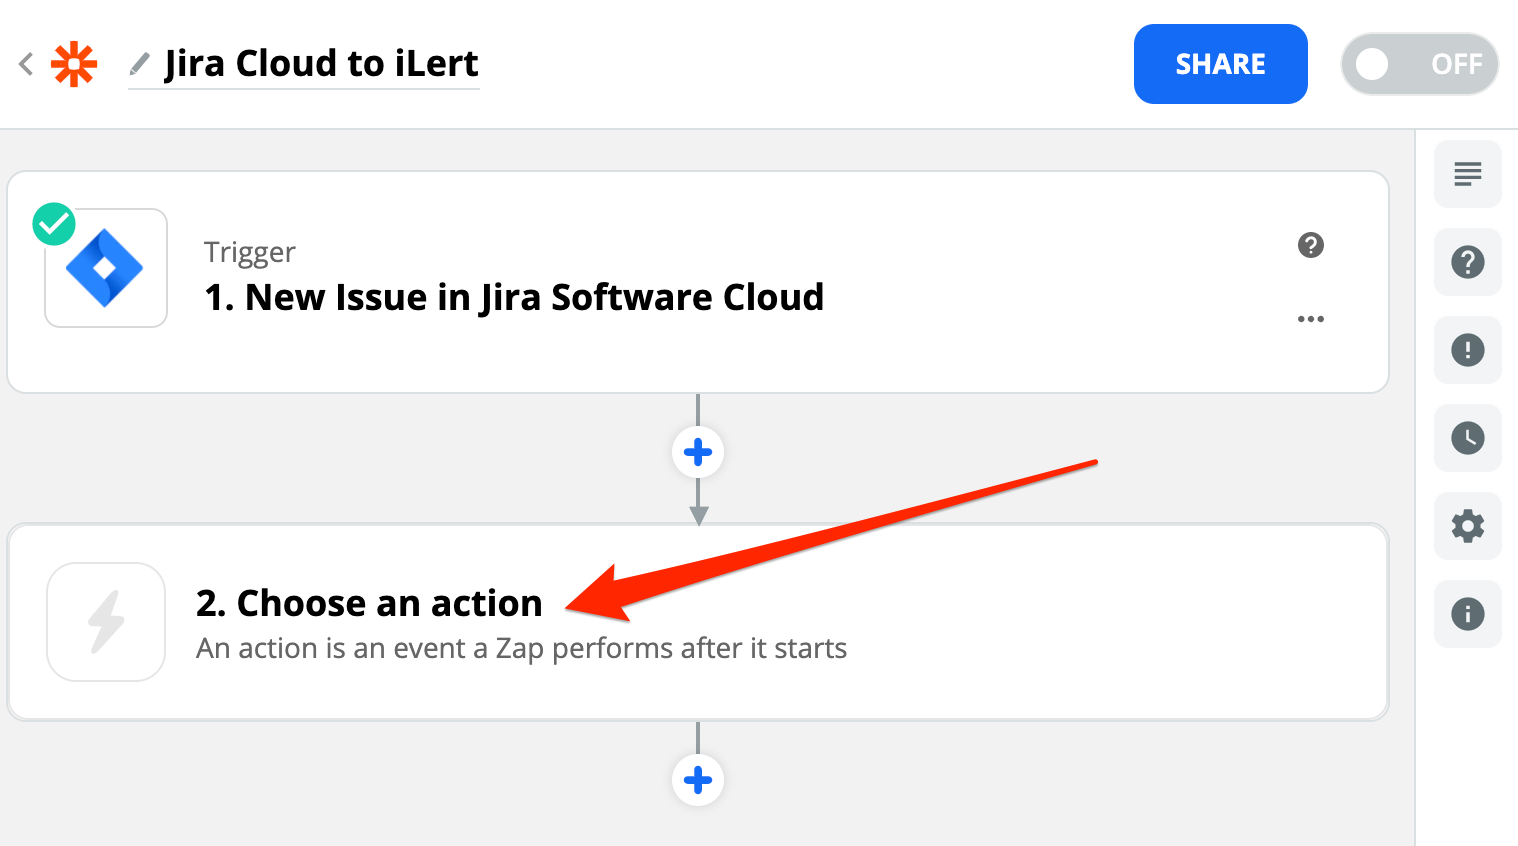 Jira Cloud to iLert
SHARE
OFF
Trigger
1. New Issue in Jira Software Cloud
2. Choose an action
An action is an event a Zap performs after it starts